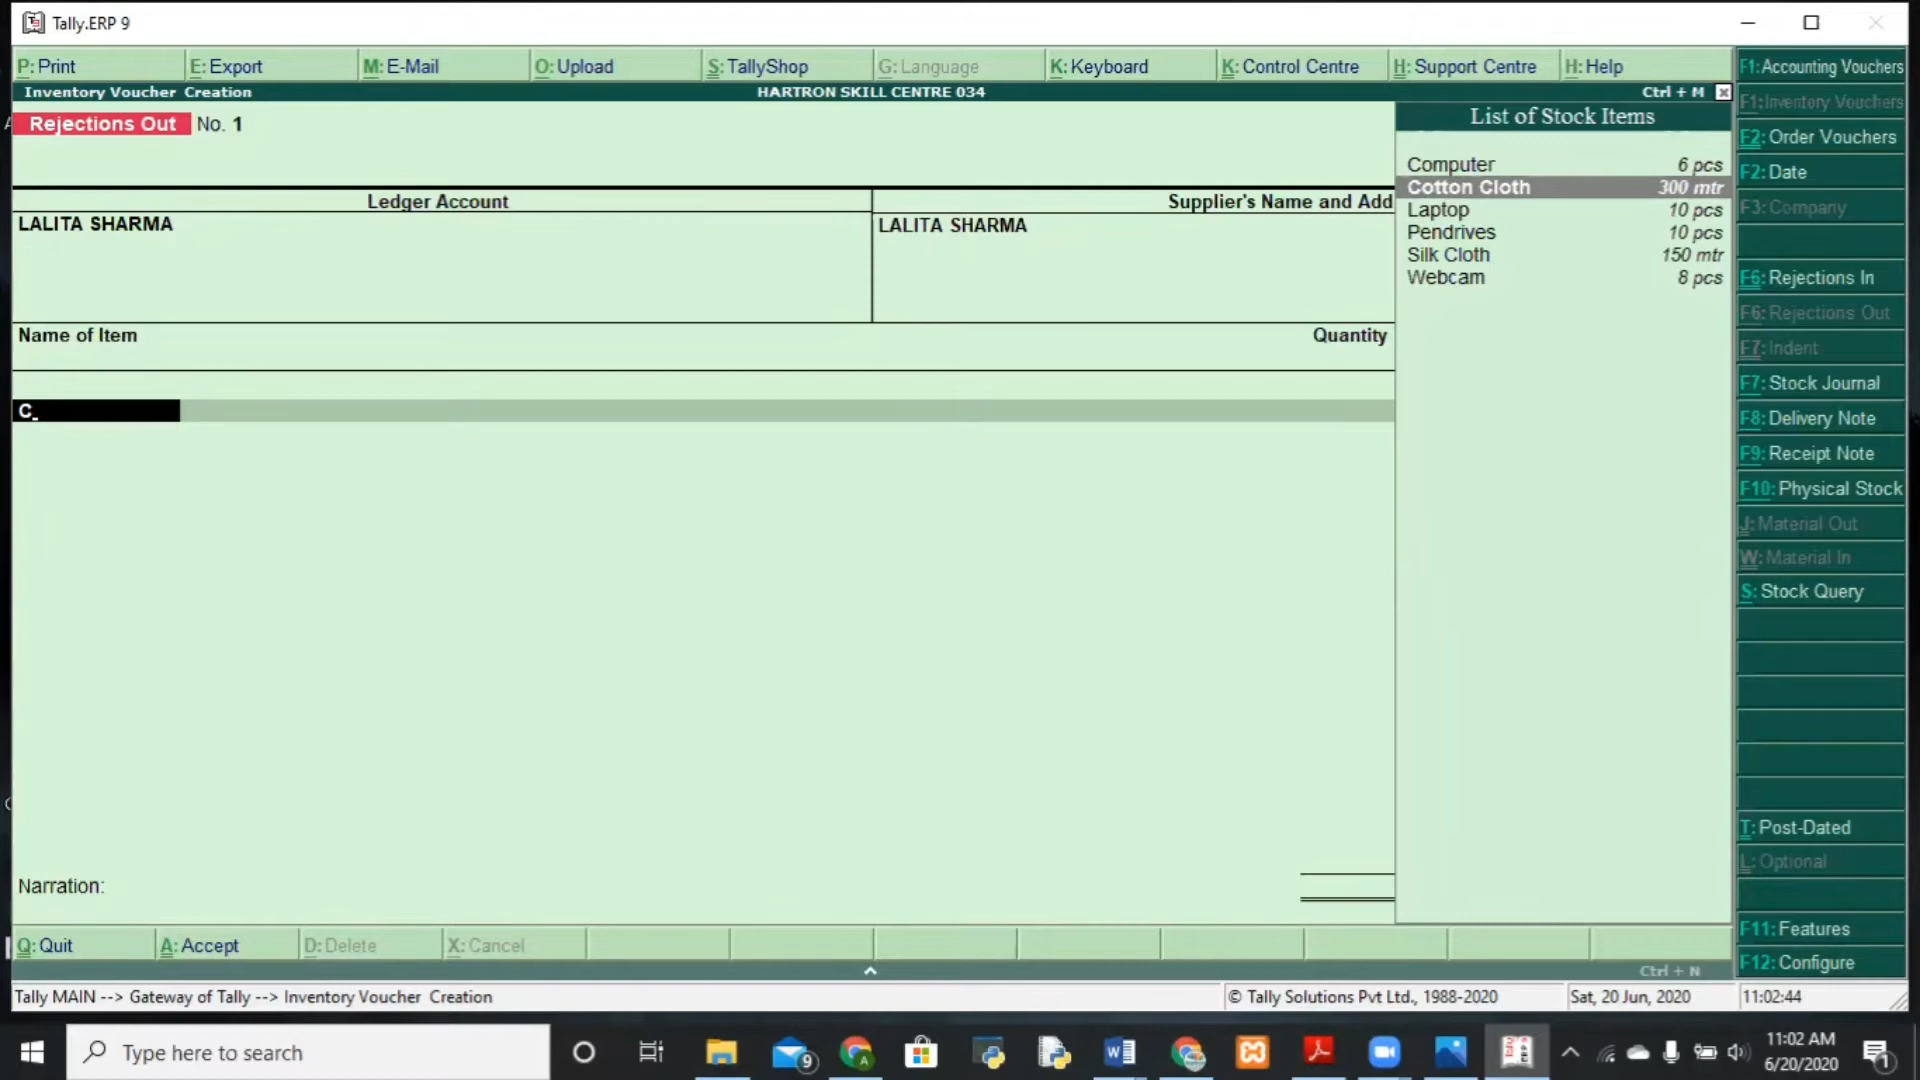 Tally.ERP 9
P: Print E: Export M: E-Mail O: Upload S: TallyShop G: Language K: Keyboard K: Control Centre H: Support Centre H: Help
Inventory Voucher Creation HARTRON SKILL CENTRE 034 Ctrl + M
Rejections Out No. 1
Ledger Account Supplier's Name and Add
LALITA SHARMA LALITA SHARMA
Name of Item Quantity
C
Narration:
List of Stock Items
Computer 6 pcs
Cotton Cloth 300 mtr
Laptop 10 pcs
Pendrives 10 pcs
Silk Cloth 150 mtr
Webcam 8 pcs
F1: Accounting Vouchers
F1: Inventory Vouchers
F2: Order Vouchers
F2: Date
F3: Company
F6: Rejections In
F6: Rejections Out
F7: Indent
F7: Stock Journal
F8: Delivery Note
F9: Receipt Note
F10: Physical Stock
J: Material Out
W: Material In
S: Stock Query
T: Post-Dated
L: Optional
F11: Features
F12: Configure
Q: Quit A: Accept D: Delete X: Cancel
Ctrl + N
Tally MAIN --> Gateway of Tally --> Inventory Voucher Creation © Tally Solutions Pvt Ltd., 1988-2020 Sat, 20 Jun, 2020 11:02:44
Type here to search
9
A
11:02 AM
6/20/2020
1